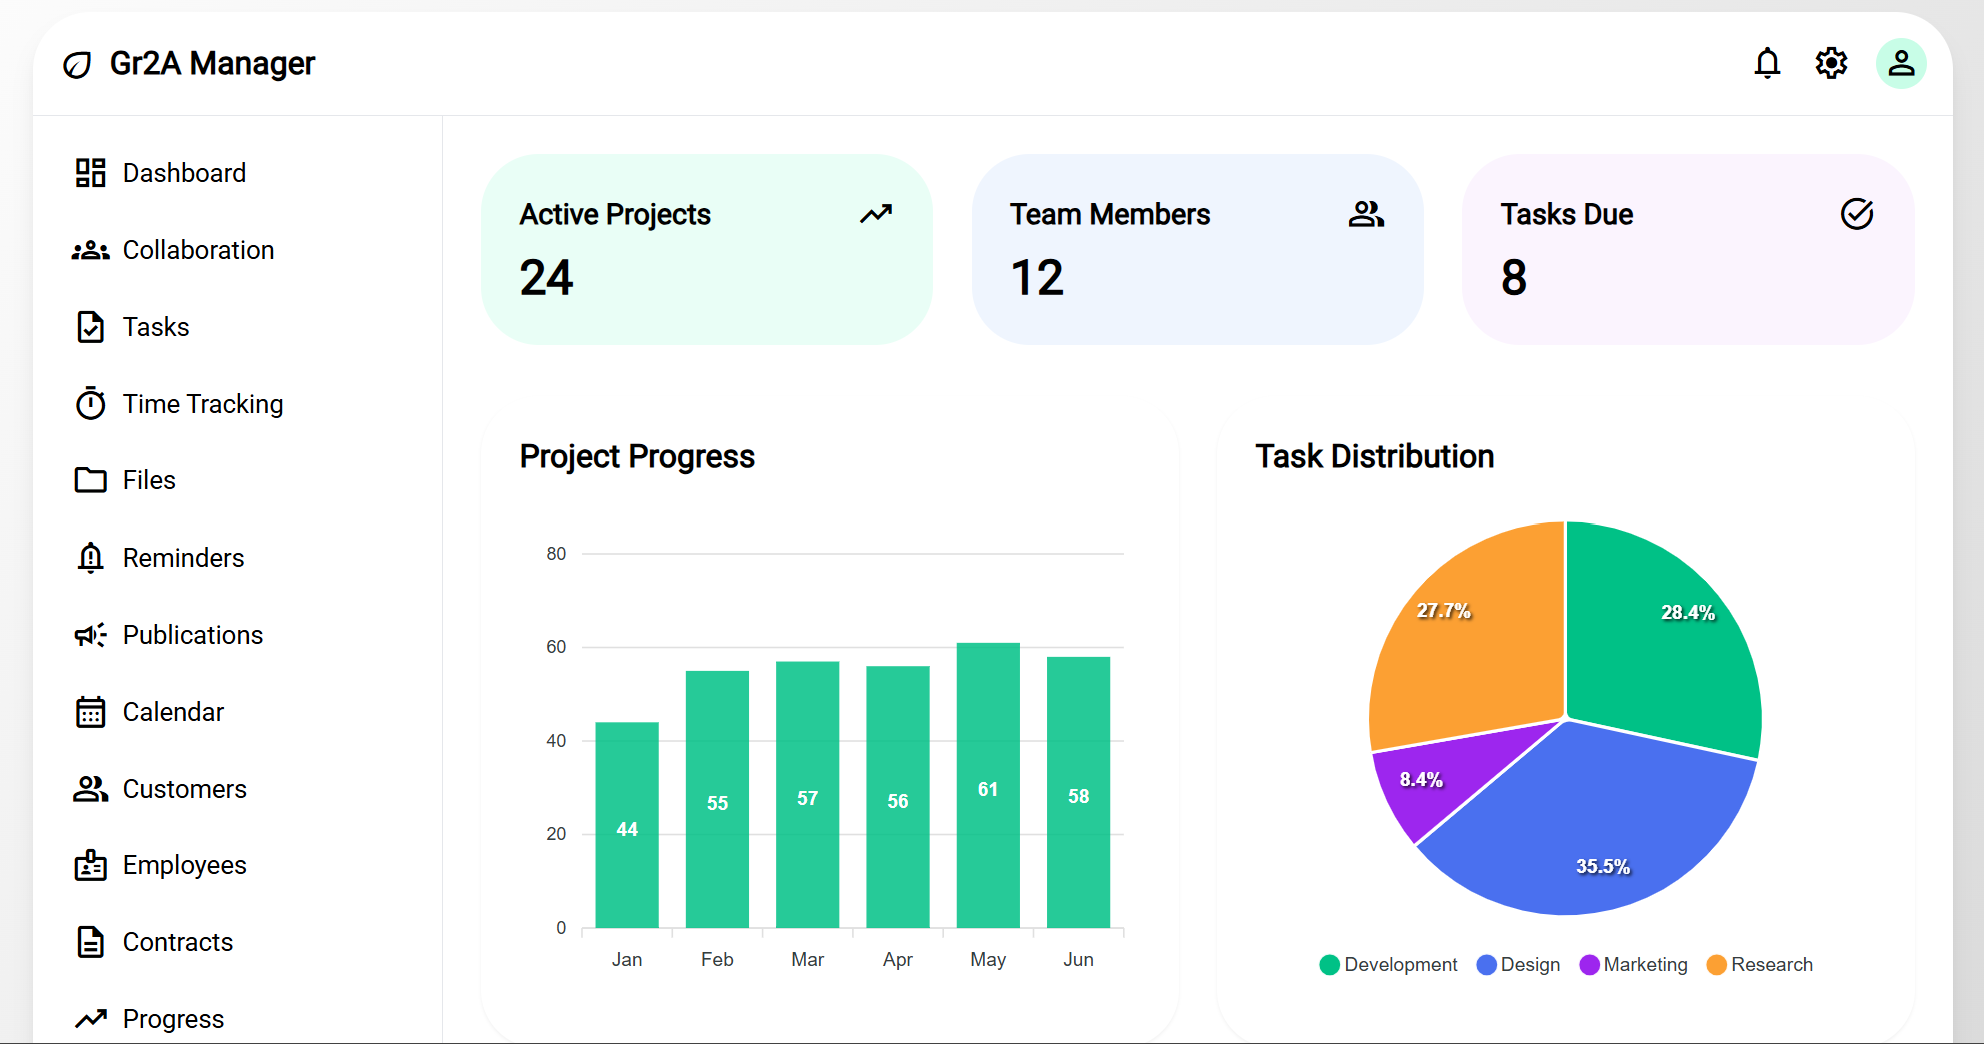 Gr2A Manager
Dashboard
Collaboration
Tasks
Time Tracking
Files
Reminders
Publications
Calendar
Customers
Employees
Contracts
Progress
Active Projects
24
Team Members
12
Tasks Due
8
Project Progress
80
60
40
20
0
44
55
57
56
61
58
Jan Feb Mar Apr May Jun
Task Distribution
27.7%
28.4%
8.4%
35.5%
Development Design Marketing Research